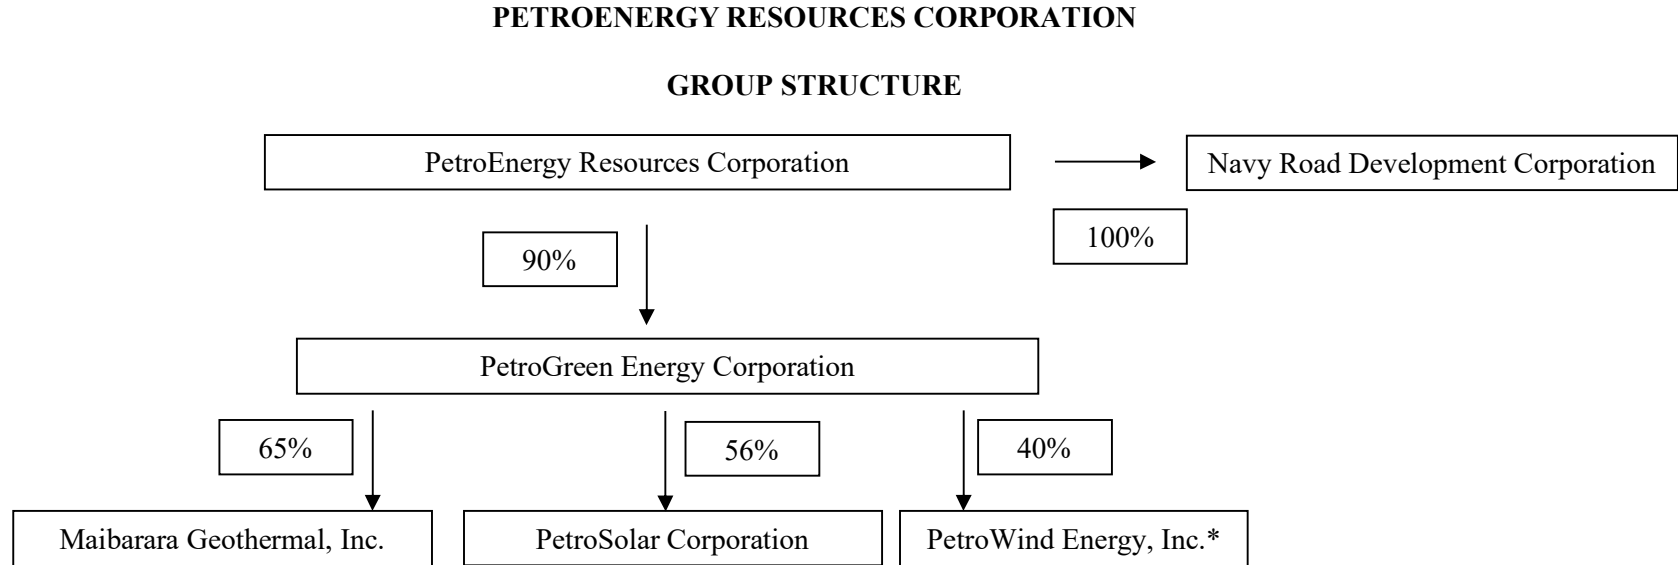 PETROENERGY RESOURCES CORPORATION
GROUP STRUCTURE
PetroEnergy Resources Corporation
Navy Road Development Corporation
100%
90%
PetroGreen Energy Corporation
65%
56%
40%
Maibarara Geothermal, Inc.
PetroSolar Corporation
PetroWind Energy, Inc.*